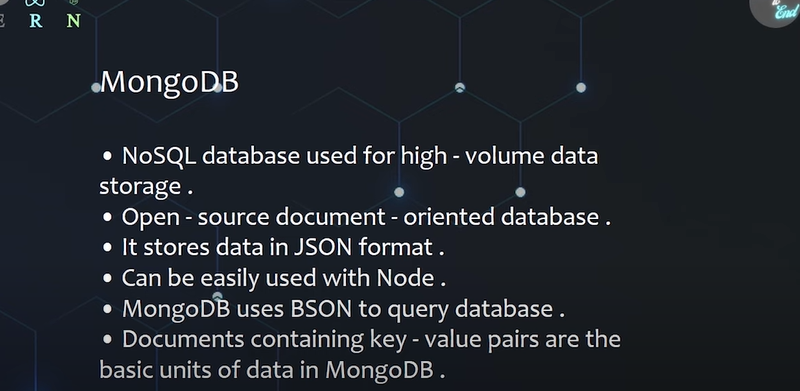 E R N
End
MongoDB
• NoSQL database used for high - volume data
storage .
• Open - source document - oriented database .
• It stores data in JSON format .
• Can be easily used with Node .
• MongoDB uses BSON to query database .
• Documents containing key - value pairs are the
basic units of data in MongoDB .